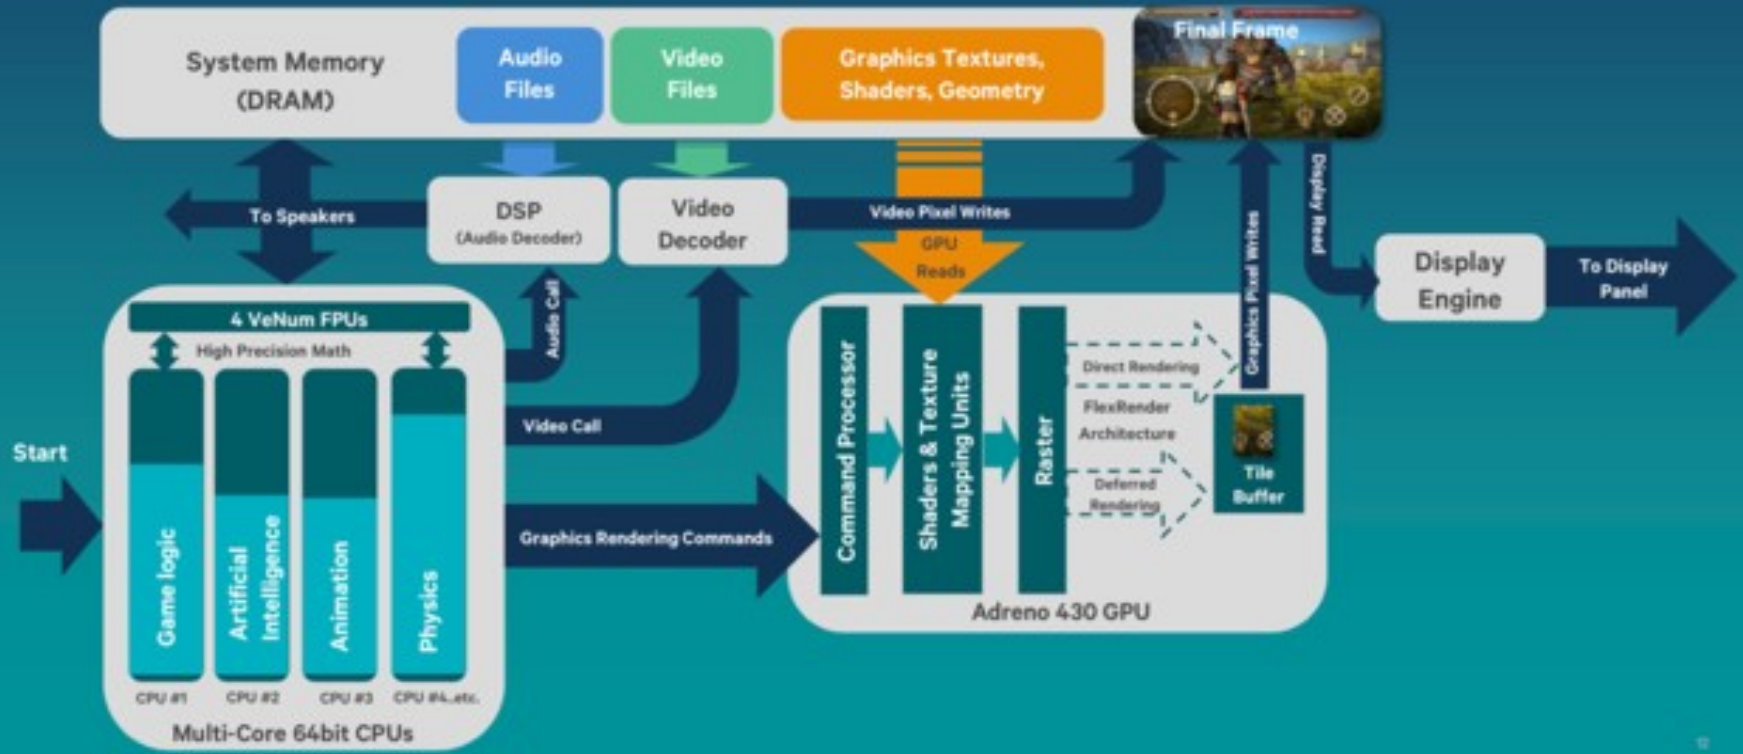 System Memory
(DRAM)
Audio
Files
Video
Files
Graphics Textures,
Shaders, Geometry
Final Frame
To Speakers
DSP
(Audio Decoder)
Video
Decoder
Video Pixel Writes
GPU
Reads
Graphics Pixel Writes
Display Read
Display
Engine
To Display
Panel
Start
4 VeNum FPUs
High Precision Math
Game logic
Artificial
Intelligence
Animation
Physics
CPU #1
CPU #2
CPU #3
CPU #4..etc.
Multi-Core 64bit CPUs
Audio Call
Video Call
Graphics Rendering Commands
Command Processor
Shaders & Texture
Mapping Units
Raster
Direct Rendering
FlexRender
Architecture
Deferred
Rendering
Tile
Buffer
Adreno 430 GPU
12